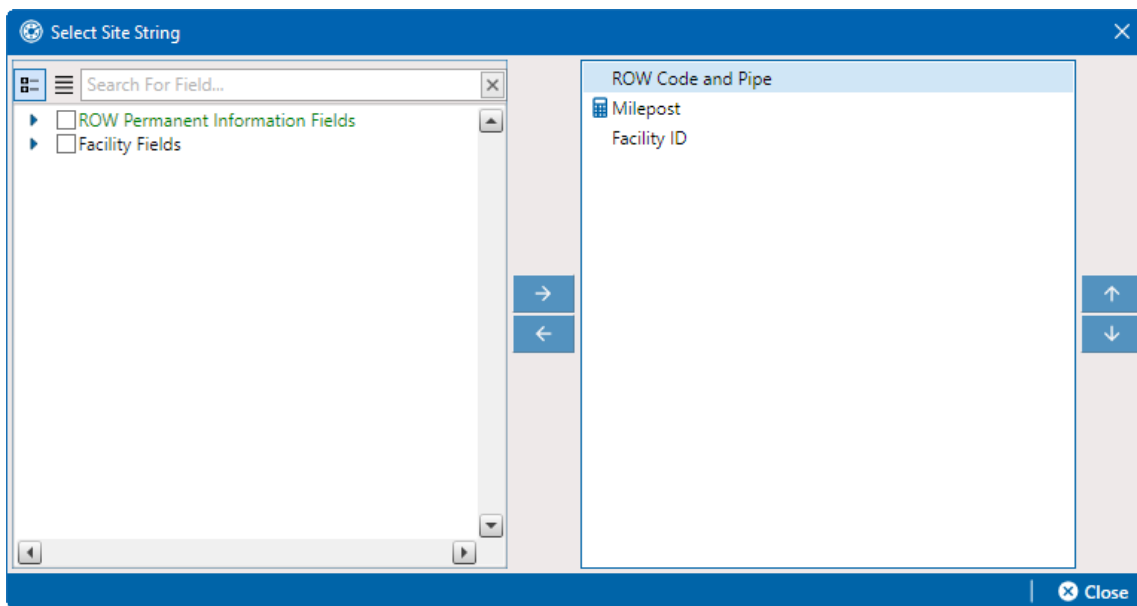 Select Site String
Search For Field...
ROW Permanent Information Fields
Facility Fields
ROW Code and Pipe
Milepost
Facility ID
Close